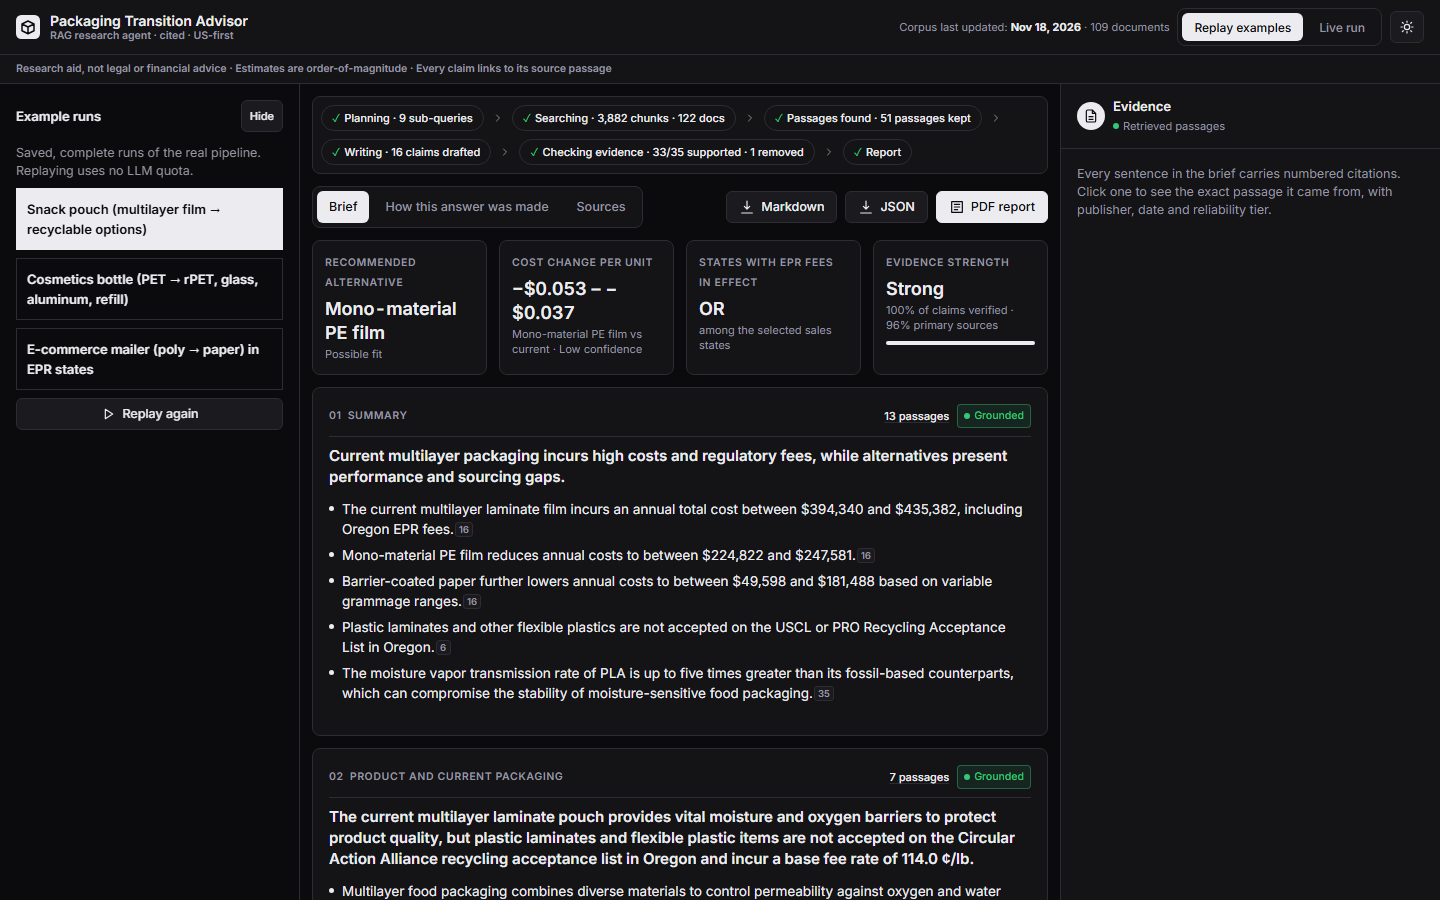 Packaging Transition Advisor
RAG research agent · cited · US-first
Corpus last updated: Nov 18, 2026 · 109 documents
Replay examples
Live run
Research aid, not legal or financial advice · Estimates are order-of-magnitude · Every claim links to its source passage
Example runs
Hide
Saved, complete runs of the real pipeline.
Replaying uses no LLM quota.
Snack pouch (multilayer film →
recyclable options)
Cosmetics bottle (PET → rPET, glass,
aluminum, refill)
E-commerce mailer (poly → paper) in
EPR states
Replay again
✓ Planning · 9 sub-queries
✓ Searching · 3,882 chunks · 122 docs
✓ Passages found · 51 passages kept
✓ Writing · 16 claims drafted
✓ Checking evidence · 33/35 supported · 1 removed
✓ Report
Brief
How this answer was made
Sources
Markdown
JSON
PDF report
RECOMMENDED
ALTERNATIVE
Mono-material
PE film
Possible fit
COST CHANGE PER UNIT
−$0.053 – −
$0.037
Mono-material PE film vs
current · Low confidence
STATES WITH EPR FEES
IN EFFECT
OR
among the selected sales
states
EVIDENCE STRENGTH
Strong
100% of claims verified ·
96% primary sources
01 SUMMARY
13 passages
Grounded
Current multilayer packaging incurs high costs and regulatory fees, while alternatives present
performance and sourcing gaps.
• The current multilayer laminate film incurs an annual total cost between $394,340 and $435,382, including
Oregon EPR fees. 16
• Mono-material PE film reduces annual costs to between $224,822 and $247,581. 16
• Barrier-coated paper further lowers annual costs to between $49,598 and $181,488 based on variable
grammage ranges. 16
• Plastic laminates and other flexible plastics are not accepted on the USCL or PRO Recycling Acceptance
List in Oregon. 6
• The moisture vapor transmission rate of PLA is up to five times greater than its fossil-based counterparts,
which can compromise the stability of moisture-sensitive food packaging. 35
02 PRODUCT AND CURRENT PACKAGING
7 passages
Grounded
The current multilayer laminate pouch provides vital moisture and oxygen barriers to protect
product quality, but plastic laminates and flexible plastic items are not accepted on the Circular
Action Alliance recycling acceptance list in Oregon and incur a base fee rate of 114.0 ¢/lb.
• Multilayer food packaging combines diverse materials to control permeability against oxygen and water
Evidence
Retrieved passages
Every sentence in the brief carries numbered citations.
Click one to see the exact passage it came from, with
publisher, date and reliability tier.